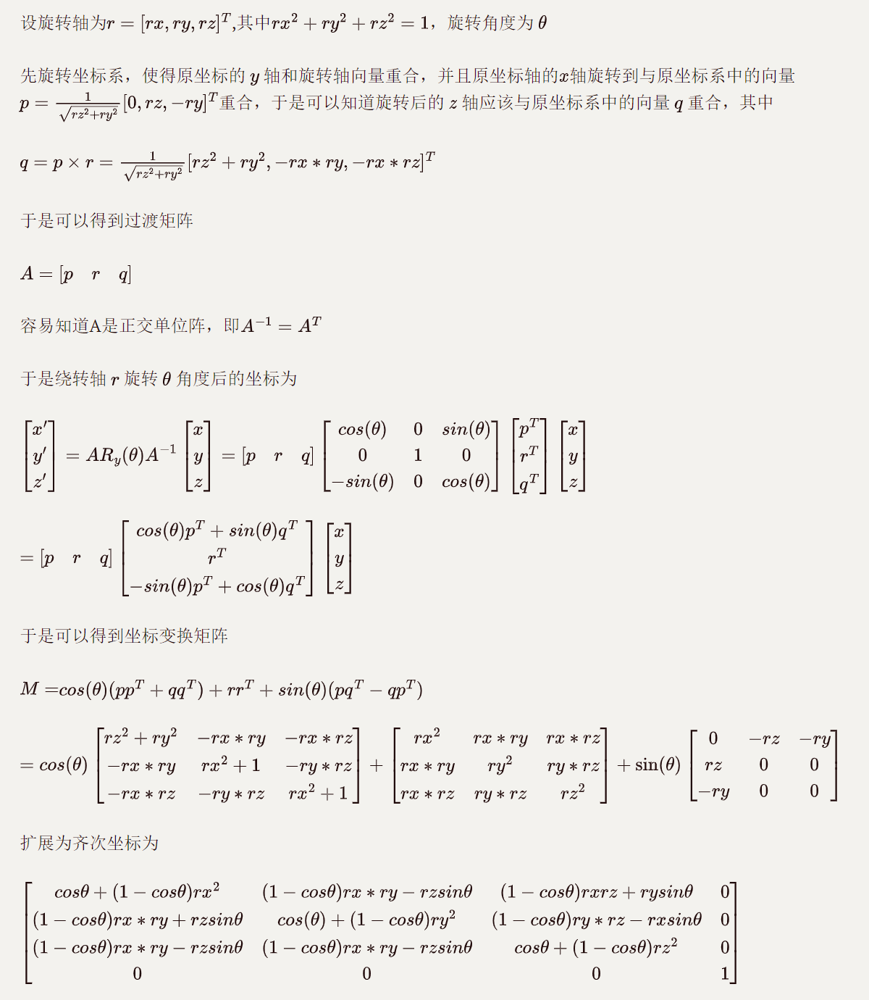 设旋转轴为$r = [rx, ry, rz]^T$,其中$rx^2 + ry^2 + rz^2 = 1$，旋转角度为 $\theta$
先旋转坐标系，使得原坐标的 $y$ 轴和旋转轴向量重合，并且原坐标轴的$x$轴旋转到与原坐标系中的向量
$p = \frac{1}{\sqrt{rz^2+ry^2}}[0, rz, -ry]^T$重合，于是可以知道旋转后的 $z$ 轴应该与原坐标系中的向量 $q$ 重合，其中
$q = p \times r = \frac{1}{\sqrt{rz^2+ry^2}}[rz^2 + ry^2, -rx * ry, -rx * rz]^T$
于是可以得到过渡矩阵
$A = [p \quad r \quad q]$
容易知道A是正交单位阵，即$A^{-1} = A^T$
于是绕转轴 $r$ 旋转 $\theta$ 角度后的坐标为
$\begin{bmatrix} x' \\ y' \\ z' \end{bmatrix} = AR_y(\theta)A^{-1} \begin{bmatrix} x \\ y \\ z \end{bmatrix} = [p \quad r \quad q] \begin{bmatrix} cos(\theta) & 0 & sin(\theta) \\ 0 & 1 & 0 \\ -sin(\theta) & 0 & cos(\theta) \end{bmatrix} \begin{bmatrix} p^T \\ r^T \\ q^T \end{bmatrix} \begin{bmatrix} x \\ y \\ z \end{bmatrix}$
$= [p \quad r \quad q] \begin{bmatrix} cos(\theta)p^T + sin(\theta)q^T \\ r^T \\ -sin(\theta)p^T + cos(\theta)q^T \end{bmatrix} \begin{bmatrix} x \\ y \\ z \end{bmatrix}$
于是可以得到坐标变换矩阵
$M = cos(\theta)(pp^T + qq^T) + rr^T + sin(\theta)(pq^T - qp^T)$
$= cos(\theta) \begin{bmatrix} rz^2 + ry^2 & -rx * ry & -rx * rz \\ -rx * ry & rx^2 + 1 & -ry * rz \\ -rx * rz & -ry * rz & rx^2 + 1 \end{bmatrix} + \begin{bmatrix} rx^2 & rx * ry & rx * rz \\ rx * ry & ry^2 & ry * rz \\ rx * rz & ry * rz & rz^2 \end{bmatrix} + \sin(\theta) \begin{bmatrix} 0 & -rz & -ry \\ rz & 0 & 0 \\ -ry & 0 & 0 \end{bmatrix}$
扩展为齐次坐标为
$\begin{bmatrix} cos\theta + (1 - cos\theta)rx^2 & (1 - cos\theta)rx * ry - rzsin\theta & (1 - cos\theta)rxrz + rysin\theta & 0 \\ (1 - cos\theta)rx * ry + rzsin\theta & cos(\theta) + (1 - cos\theta)ry^2 & (1 - cos\theta)ry * rz - rxsin\theta & 0 \\ (1 - cos\theta)rx * ry - rzsin\theta & (1 - cos\theta)rx * ry - rzsin\theta & cos\theta + (1 - cos\theta)rz^2 & 0 \\ 0 & 0 & 0 & 1 \end{bmatrix}$